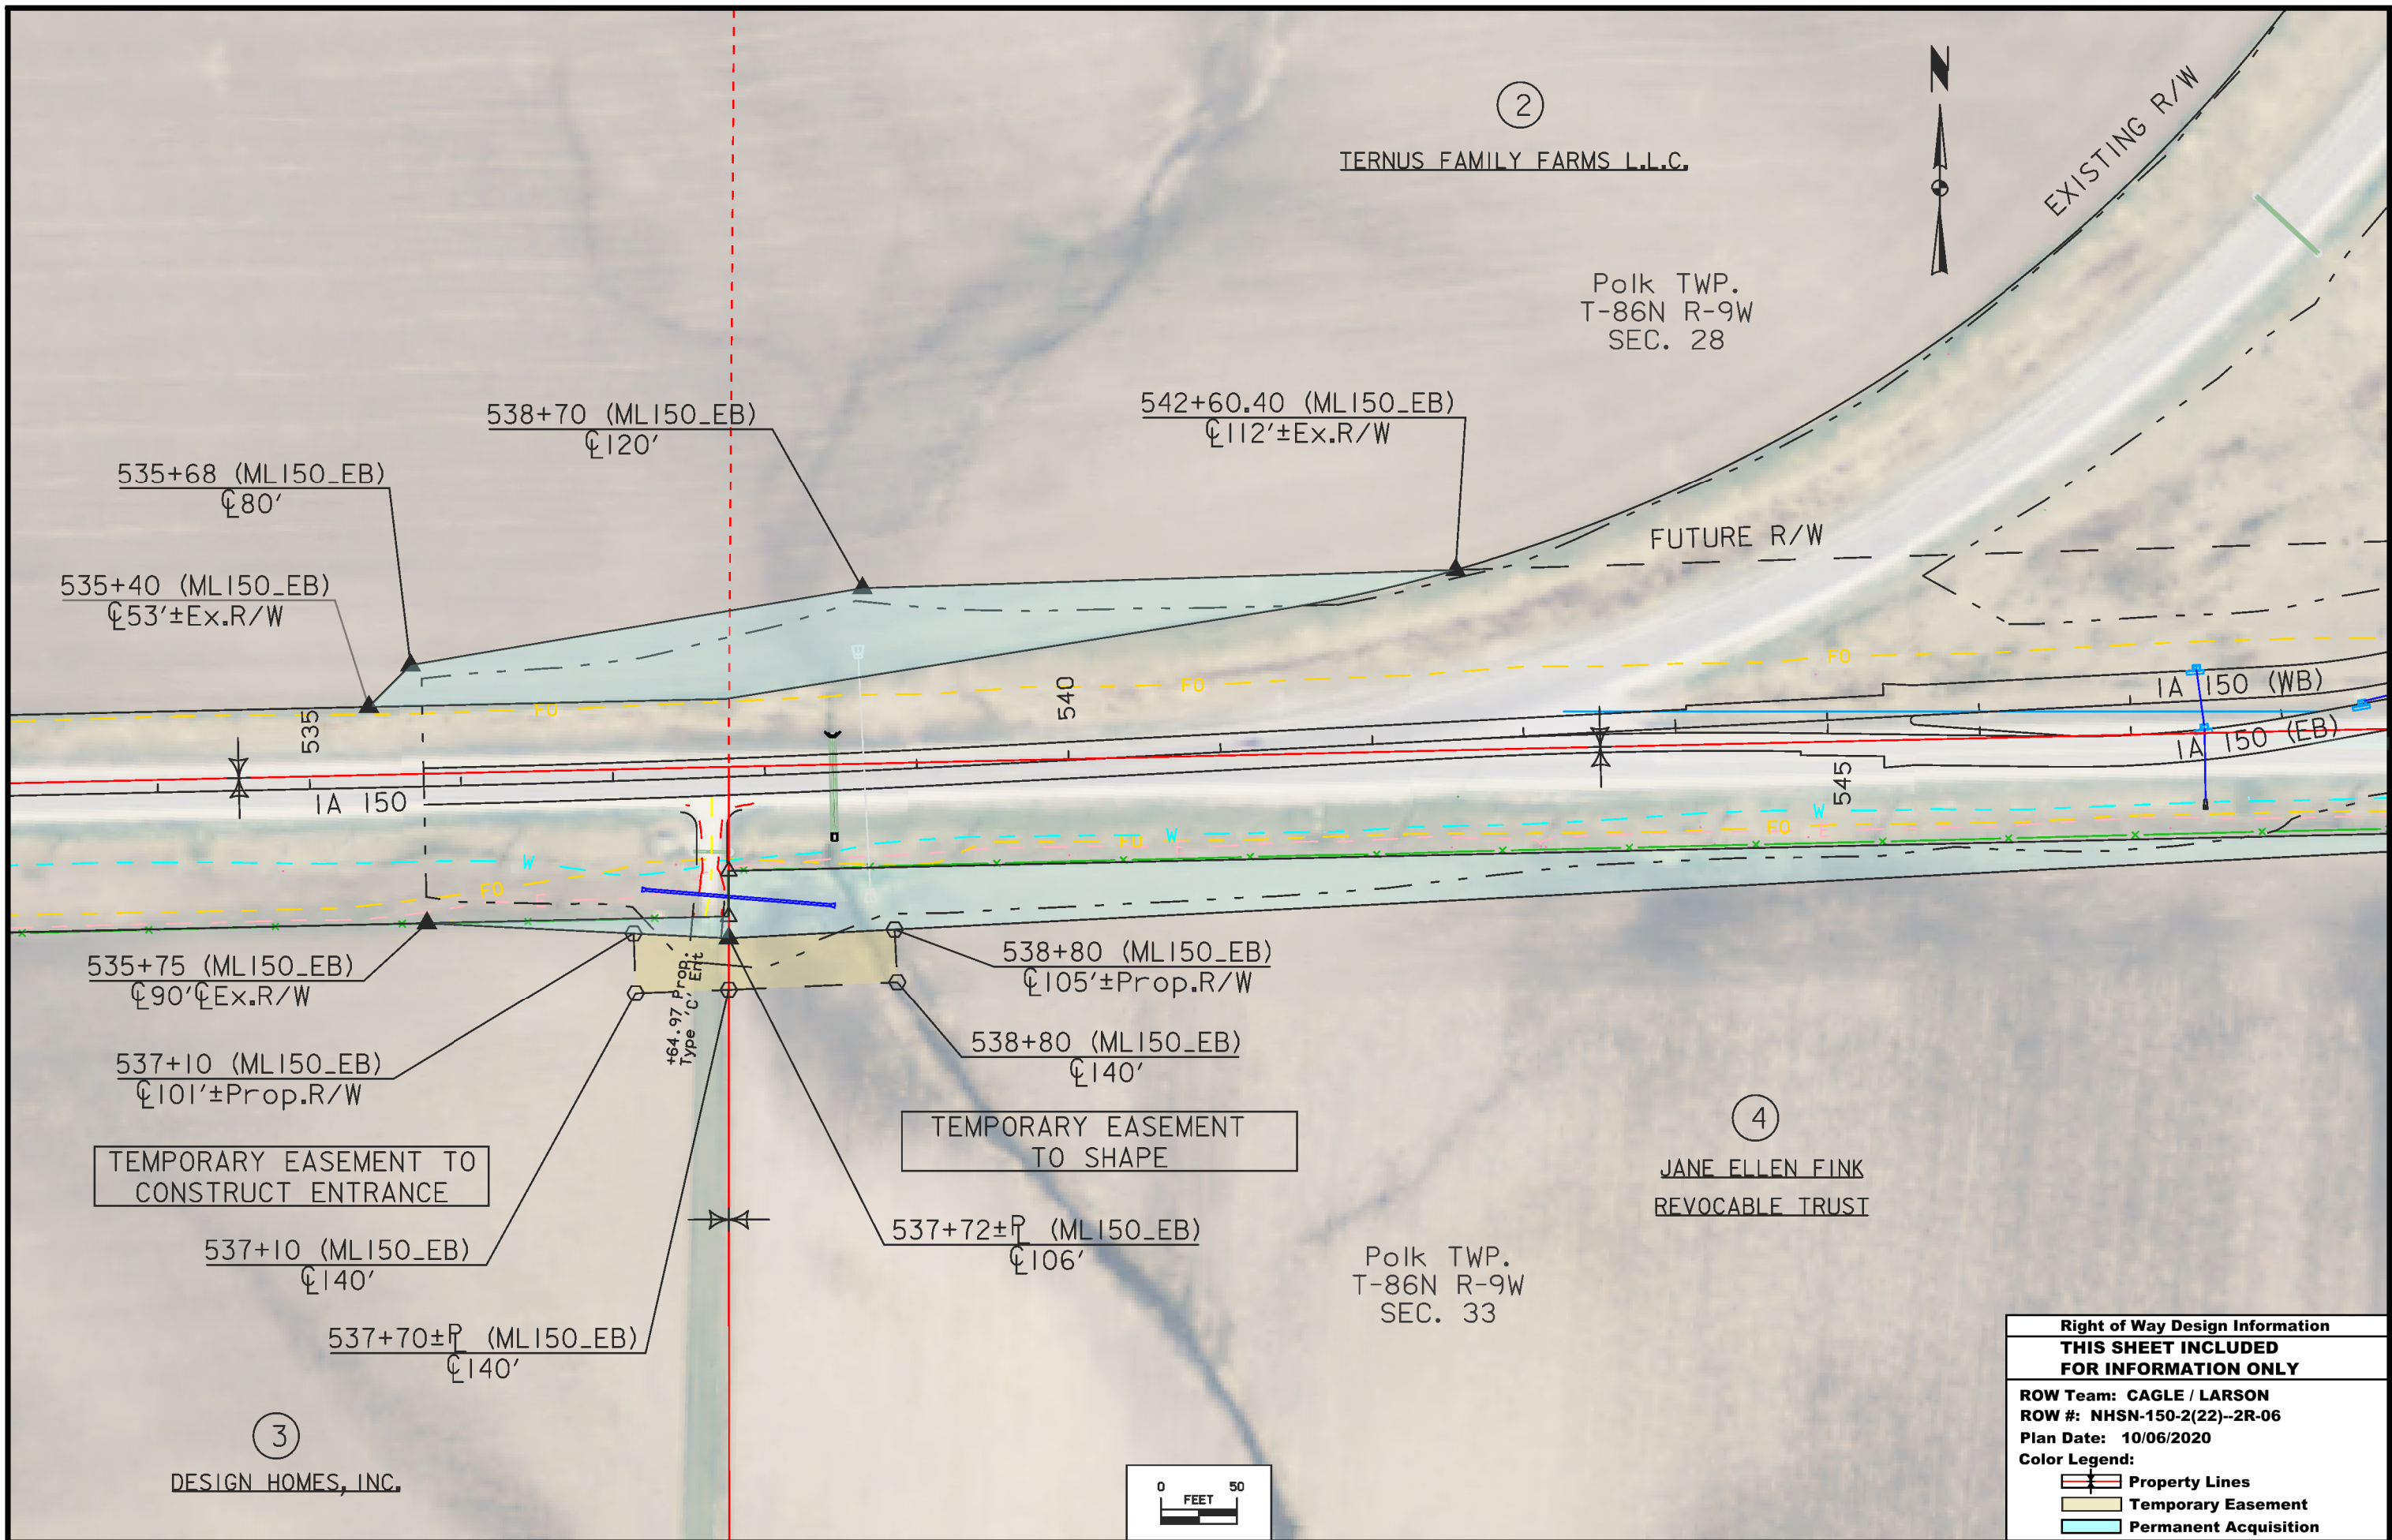 2
TERNUS FAMILY FARMS L.L.C.
N
EXISTING R/W
Polk TWP.
T-86N R-9W
SEC. 28
538+70 (ML150_EB)
℄120'
542+60.40 (ML150_EB)
℄112'±Ex.R/W
535+68 (ML150_EB)
℄80'
535+40 (ML150_EB)
℄53'±Ex.R/W
FUTURE R/W
FO
FO
FO
535
540
IA 150 (WB)
IA 150 (EB)
IA 150
545
W
W
W
FO
FO
FO
E
E
535+75 (ML150_EB)
℄90'℄Ex.R/W
538+80 (ML150_EB)
℄105'±Prop.R/W
+64.97 Prop.
Type 'C' Ent
537+10 (ML150_EB)
℄101'±Prop.R/W
538+80 (ML150_EB)
℄140'
TEMPORARY EASEMENT
TO SHAPE
TEMPORARY EASEMENT TO
CONSTRUCT ENTRANCE
4
JANE ELLEN FINK
REVOCABLE TRUST
537+10 (ML150_EB)
℄140'
537+72±⅊ (ML150_EB)
℄106'
Polk TWP.
T-86N R-9W
SEC. 33
537+70±⅊ (ML150_EB)
℄140'
3
DESIGN HOMES, INC.
0 50
FEET
Right of Way Design Information
THIS SHEET INCLUDED
FOR INFORMATION ONLY
ROW Team: CAGLE / LARSON
ROW #: NHSN-150-2(22)--2R-06
Plan Date: 10/06/2020
Color Legend:
Property Lines
Temporary Easement
Permanent Acquisition